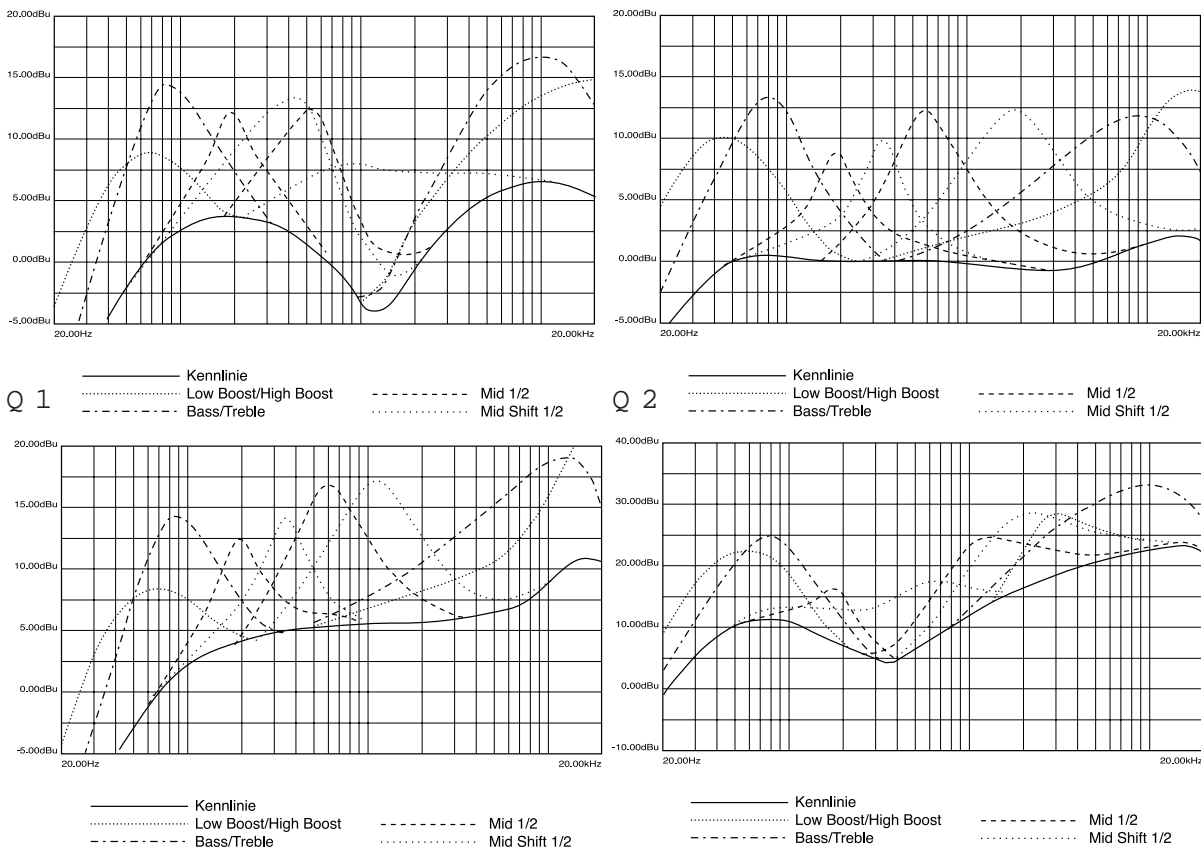 20.00dBu
15.00dBu
10.00dBu
5.00dBu
0.00dBu
-5.00dBu
20.00Hz
20.00kHz
Kennlinie
Low Boost/High Boost
Bass/Treble
Mid 1/2
Mid Shift 1/2
20.00dBu
15.00dBu
10.00dBu
5.00dBu
0.00dBu
-5.00dBu
20.00Hz
20.00kHz
Kennlinie
Low Boost/High Boost
Bass/Treble
Mid 1/2
Mid Shift 1/2
Q 1
Q 2
20.00dBu
15.00dBu
10.00dBu
5.00dBu
0.00dBu
-5.00dBu
20.00Hz
20.00kHz
Kennlinie
Low Boost/High Boost
Bass/Treble
Mid 1/2
Mid Shift 1/2
40.00dBu
30.00dBu
20.00dBu
10.00dBu
0.00dBu
-10.00dBu
20.00Hz
20.00kHz
Kennlinie
Low Boost/High Boost
Bass/Treble
Mid 1/2
Mid Shift 1/2